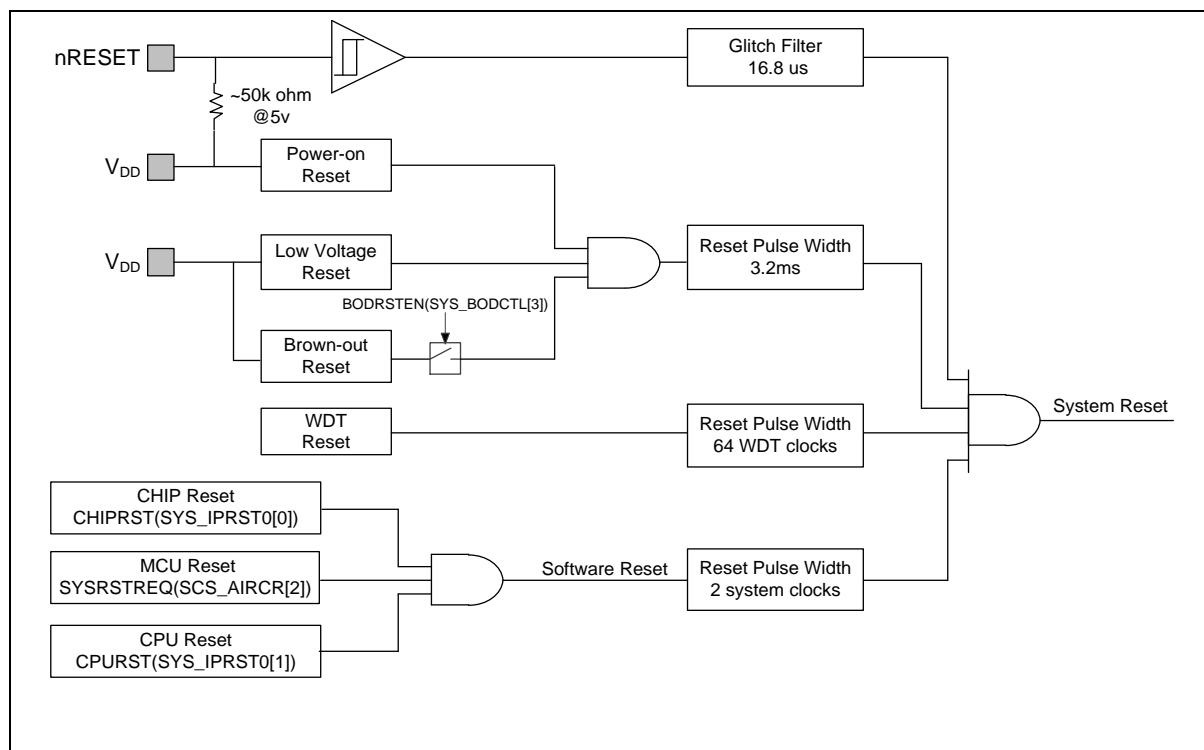 nRESET
Glitch Filter
16.8 us
~50k ohm
@5v
VDD
Power-on
Reset
VDD
Low Voltage
Reset
Reset Pulse Width
3.2ms
BODRSTEN(SYS_BODCTL[3])
Brown-out
Reset
WDT
Reset
Reset Pulse Width
64 WDT clocks
System Reset
CHIP Reset
CHIPRST(SYS_IPRST0[0])
MCU Reset
SYSRSTREQ(SCS_AIRCR[2])
Software Reset
Reset Pulse Width
2 system clocks
CPU Reset
CPURST(SYS_IPRST0[1])